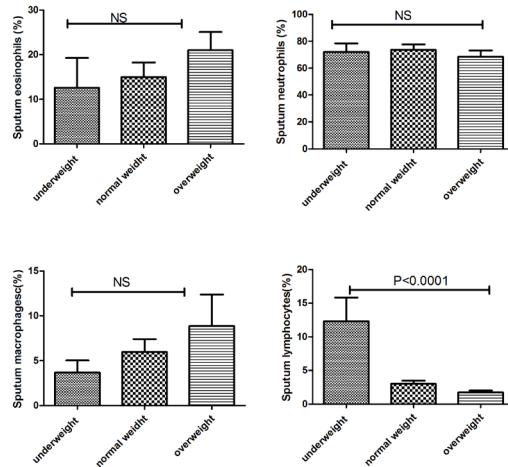 NS
Sputum eosinophils (%)
30
20
10
0
underweight
normal weidht
overweight
NS
Sputum neutrophils (%)
100
80
60
40
20
0
underweight
normal weidht
overweight
NS
Sputum macrophagesc(%)
15
10
5
0
underweight
normal weidht
overweight
P<0.0001
Sputum lymphocytes(%)
20
15
10
5
0
underweight
normal weight
overweight